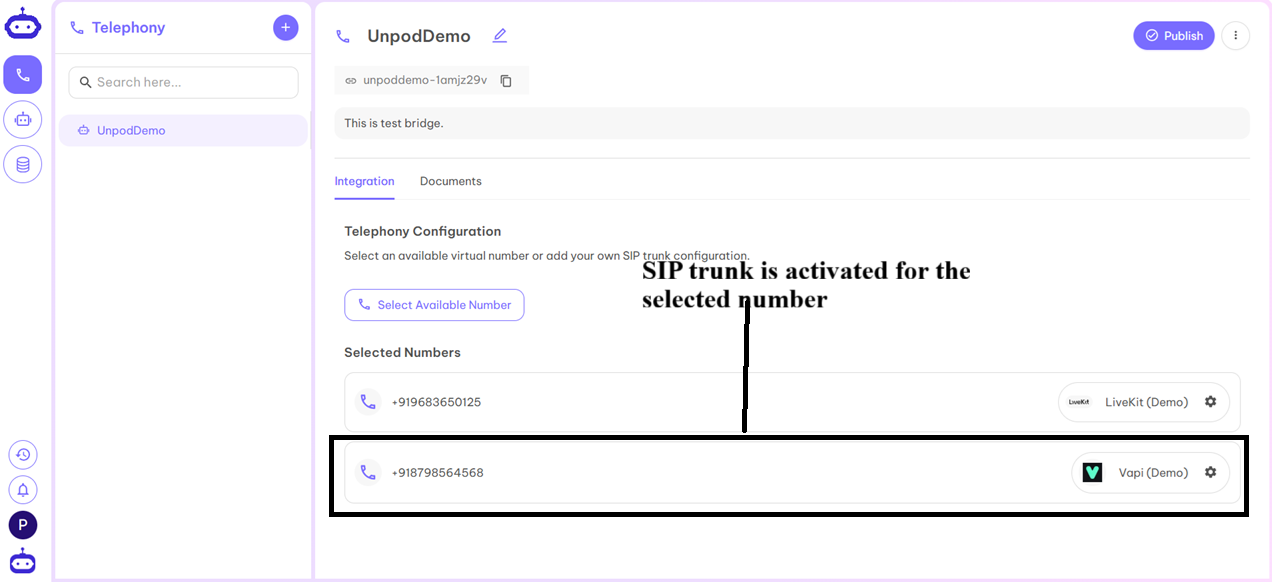 Telephony
+
Search here...
UnpodDemo
P
UnpodDemo
Publish
unpoddemo-1amjz29v
This is test bridge.
Integration
Documents
Telephony Configuration
Select an available virtual number or add your own SIP trunk configuration.
SIP trunk is activated for the
selected number
Select Available Number
Selected Numbers
+919683650125
LiveKit
LiveKit (Demo)
+918798564568
Vapi (Demo)